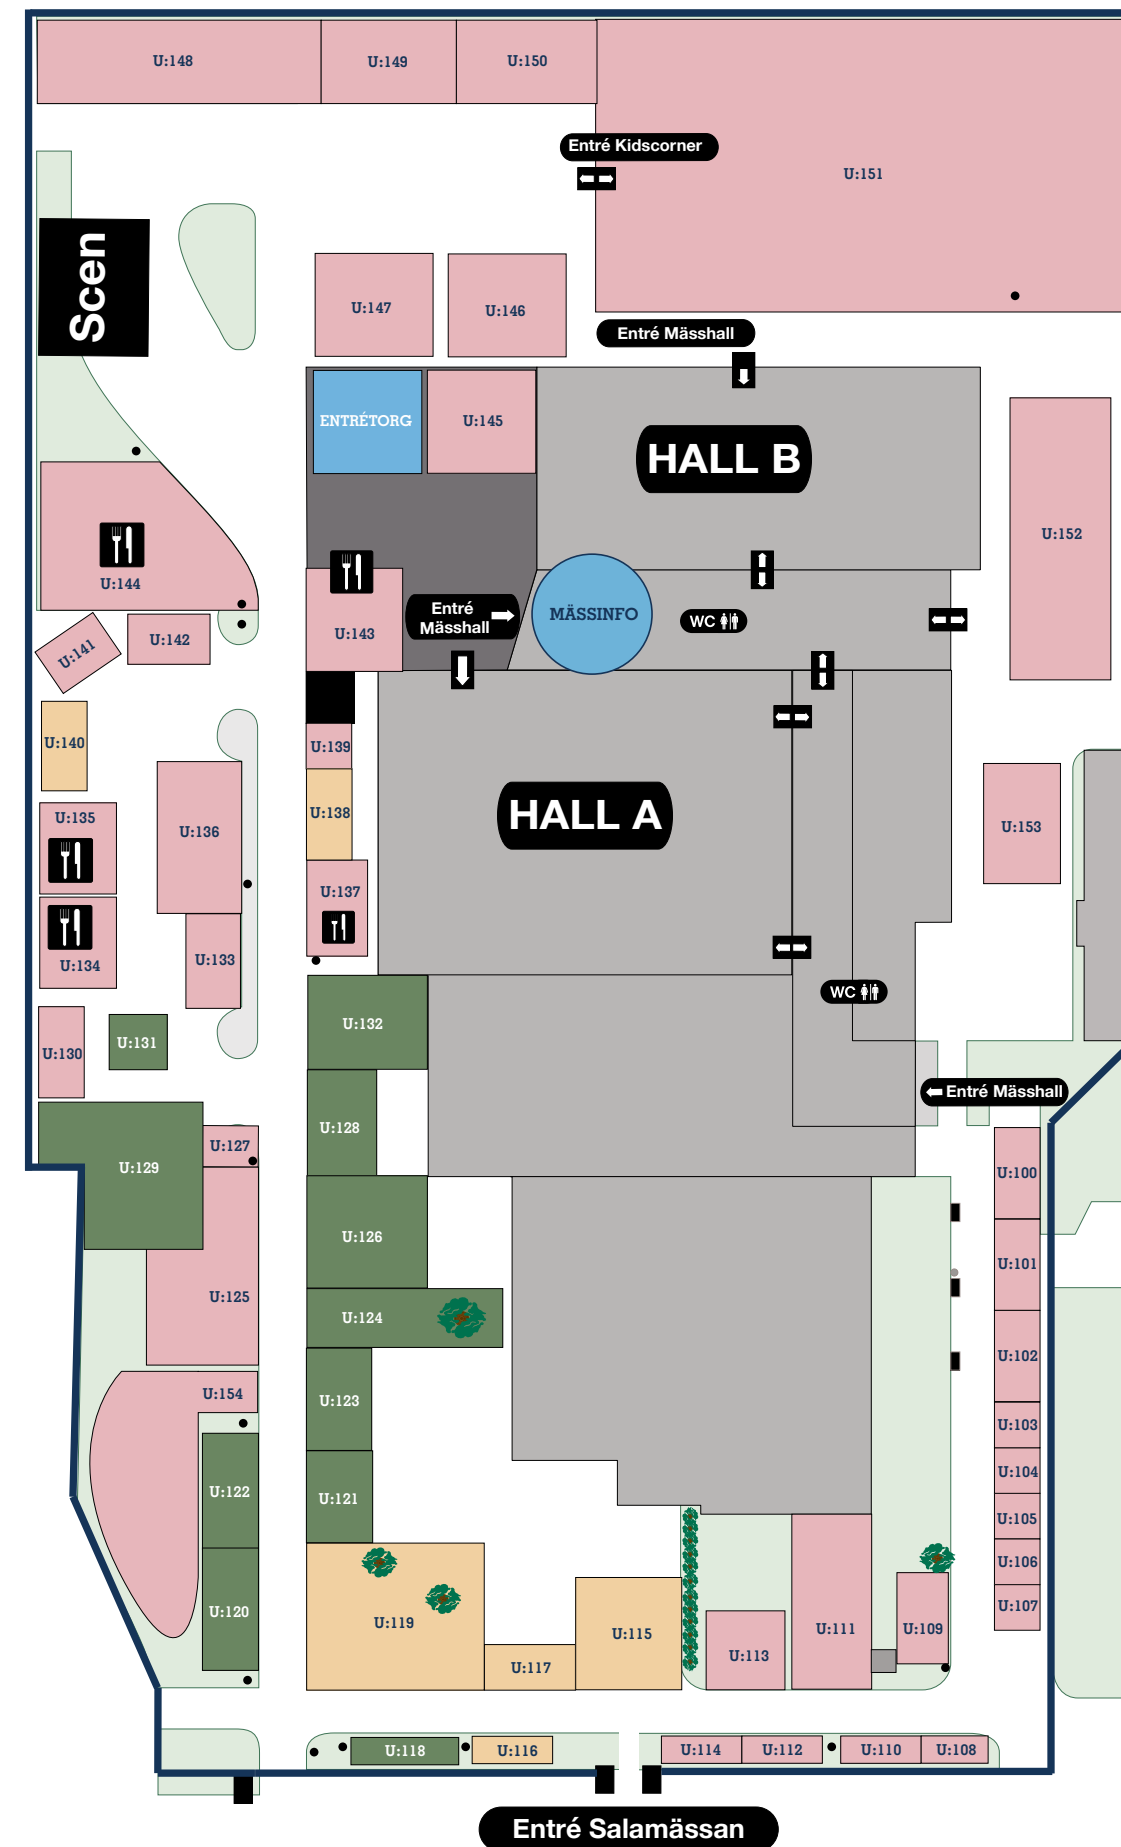 U:148
U:149
U:150
Entré Kidscorner
U:151
Scen
U:147
U:146
Entré Mässhall
ENTRÉTORG
U:145
HALL B
U:152
U:144
U:143
Entré
Mässhall
MÄSSINFO
WC
U:141
U:142
U:140
U:139
U:138
HALL A
U:135
U:136
U:153
U:137
U:134
U:133
WC
U:132
U:131
U:130
Entré Mässhall
U:128
U:127
U:129
U:100
U:126
U:101
U:125
U:124
U:102
U:154
U:123
U:103
U:104
U:122
U:121
U:105
U:106
U:107
U:120
U:119
U:115
U:111
U:109
U:113
U:117
U:118
U:116
U:114
U:112
U:110
U:108
Entré Salamässan